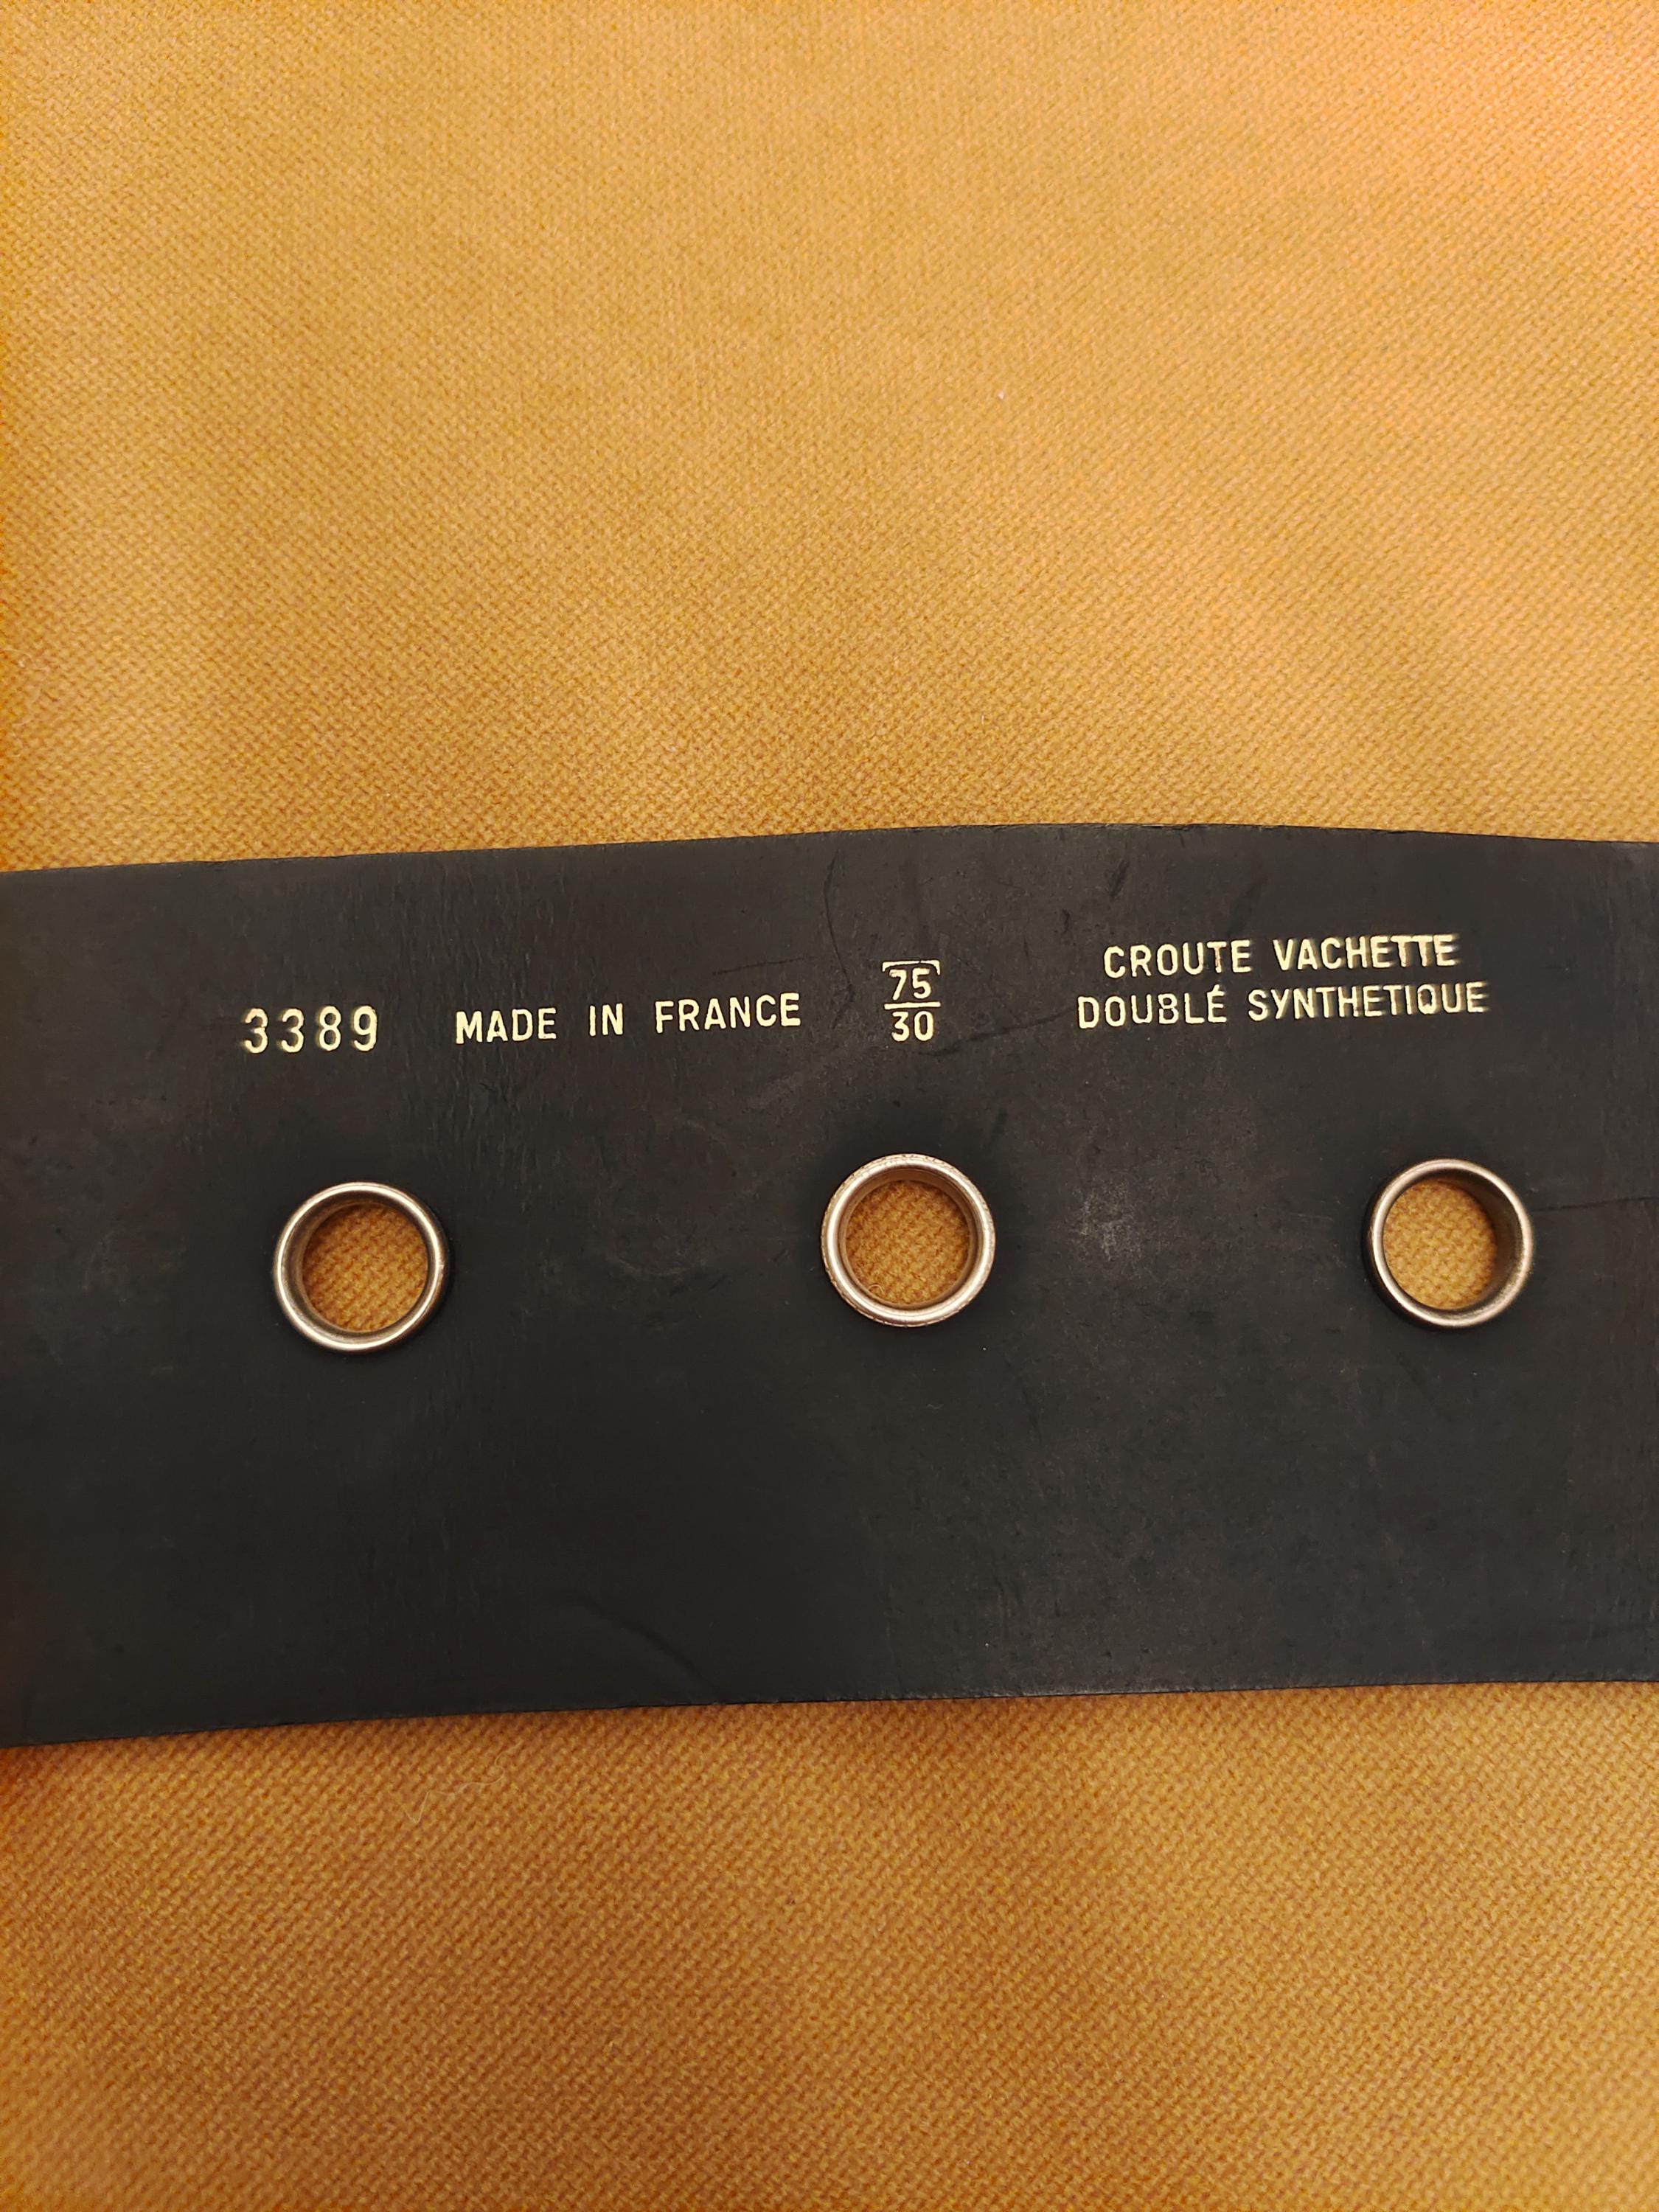 3389 MADE IN FRANCE
75
30
CROUTE VACHETTE
DOUBLÉ SYNTHETIQUE